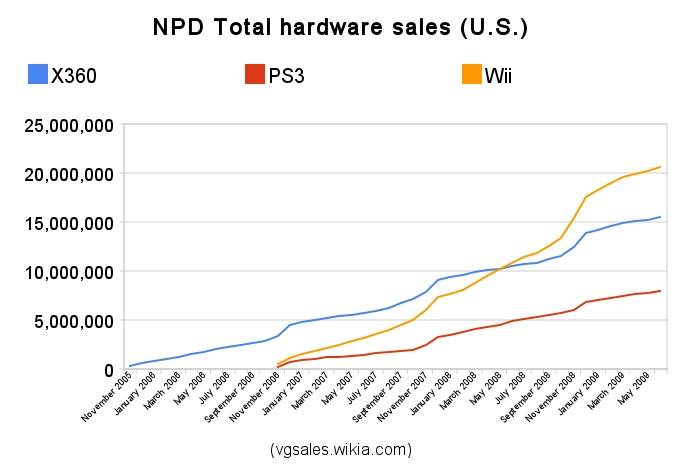 NPD Total hardware sales (U.S.)
X360 PS3 Wii
25,000,000
20,000,000
15,000,000
10,000,000
5,000,000
0
November 2005
January 2006
March 2006
May 2006
July 2006
September 2006
November 2006
January 2007
March 2007
May 2007
July 2007
September 2007
November 2007
January 2008
March 2008
May 2008
July 2008
September 2008
November 2008
January 2009
March 2009
May 2009
(vgsales.wikia.com)